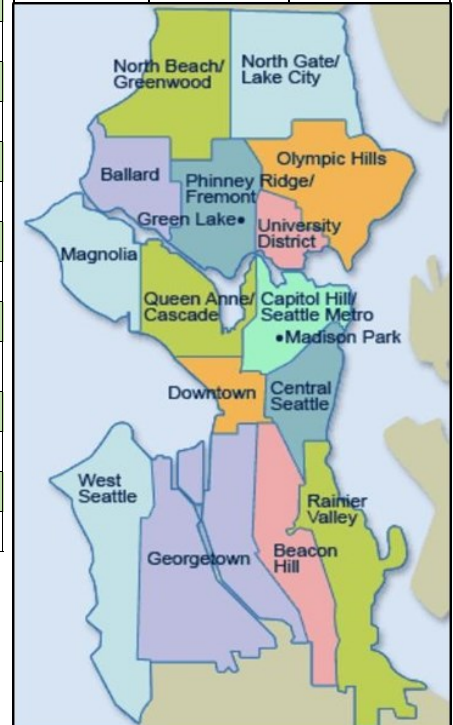 North Beach/
Greenwood
North Gate/
Lake City
Olympic Hills
Ballard
Phinney Ridge/
Fremont
Green Lake
University
District
Magnolia
Queen Anne/
Cascade
Capitol Hill/
Seattle Metro
Madison Park
Downtown
Central
Seattle
West
Seattle
Rainier
Valley
Georgetown
Beacon
Hill